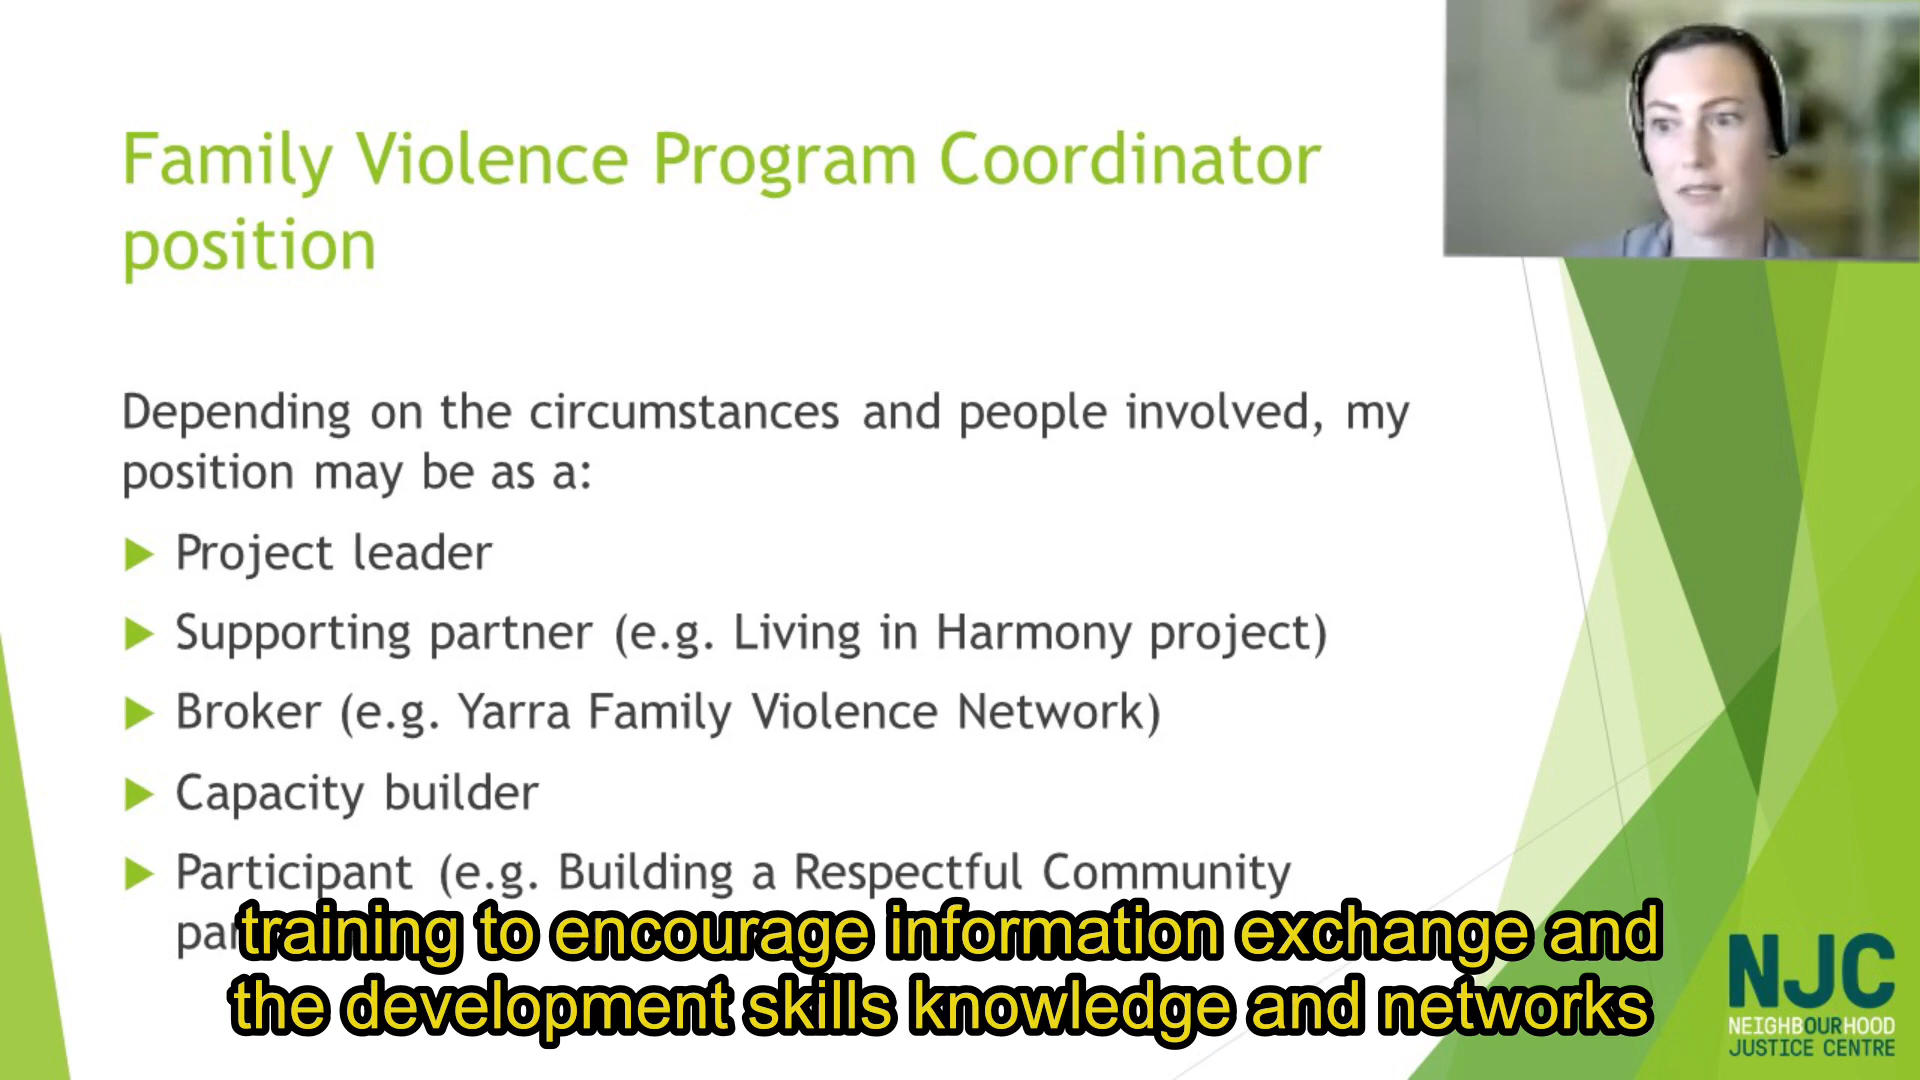 Family Violence Program Coordinator
position
Depending on the circumstances and people involved, my
position may be as a:
Project leader
Supporting partner (e.g. Living in Harmony project)
Broker (e.g. Yarra Family Violence Network)
Capacity builder
Participant (e.g. Building a Respectful Community
training to encourage information exchange and
the development skills knowledge and networks
NJC
NEIGHBOURHOOD
JUSTICE CENTRE